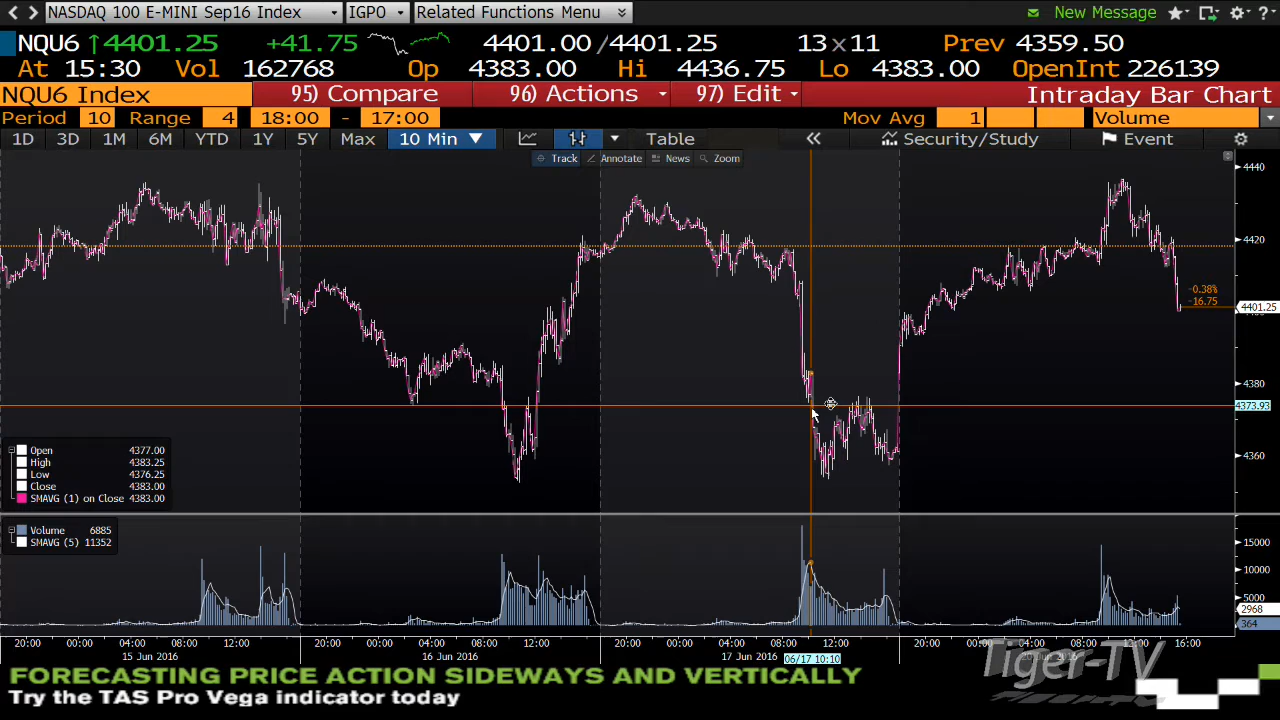 NASDAQ 100 E-MINI Sep16 Index IGPO Related Functions Menu New Message
NQU6 ↑4401.25 +41.75 4401.00/4401.25 13x11 Prev 4359.50
At 15:30 Vol 162768 Op 4383.00 Hi 4436.75 Lo 4383.00 OpenInt 226139
NQU6 Index 95) Compare 96) Actions 97) Edit Intraday Bar Chart
Period 10 Range 4 18:00 - 17:00 Mov Avg 1 Volume
1D 3D 1M 6M YTD 1Y 5Y Max 10 Min Table Security/Study Event
Track Annotate News Zoom
4440
4420
-0.38%
-16.75
4401.25
4380
4373.93
4360
Open 4377.00
High 4383.25
Low 4376.25
Close 4383.00
SMAVG (1) on Close 4383.00
Volume 6885
SMAVG (5) 11352
15000
10000
5000
2968
364
20:00 00:00 04:00 08:00 12:00 20:00 00:00 04:00 08:00 12:00 20:00 00:00 04:00 08:00 12:00 20:00 00:00 04:00 08:00 12:00 16:00
15 Jun 2016 16 Jun 2016 17 Jun 2016 06/17 10:10 20 Jun 2016
Tiger-TV
FORECASTING PRICE ACTION SIDEWAYS AND VERTICALLY
Try the TAS Pro Vega indicator today